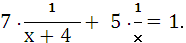 7 · 1/(x + 4) + 5 · 1/x = 1.